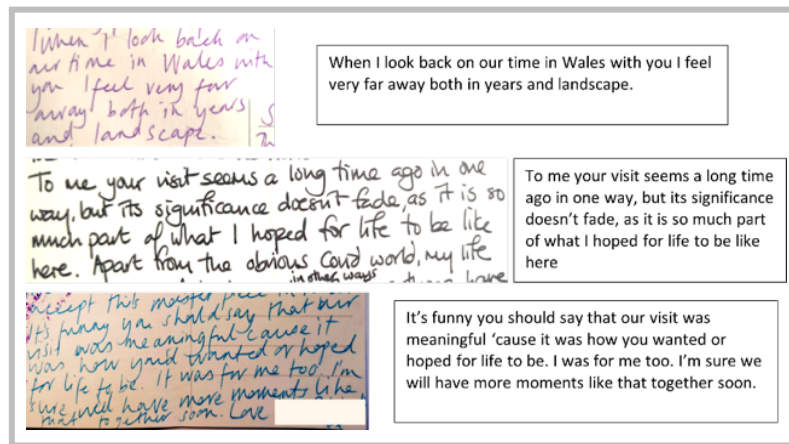 When I look back on
our time in Wales with
you I feel very far
away both in years
and landscape.
When I look back on our time in Wales with you I feel
very far away both in years and landscape.
To me your visit seems a long time ago in one
way, but its significance doesn't fade, as it is so
much part of what I hoped for life to be like
here. Apart from the obvious Covid world, my life
in other ways
have
To me your visit seems a long time
ago in one way, but its significance
doesn't fade, as it is so much part
of what I hoped for life to be like
here
accept this master piece
It's funny you should say that our
visit was meaningful 'cause it
was how you'd wanted or hoped
for life to be. It was for me too. I'm
sure we'll have more moments like
that together soon. Love
It's funny you should say that our visit was
meaningful 'cause it was how you wanted or
hoped for life to be. I was for me too. I'm sure we
will have more moments like that together soon.